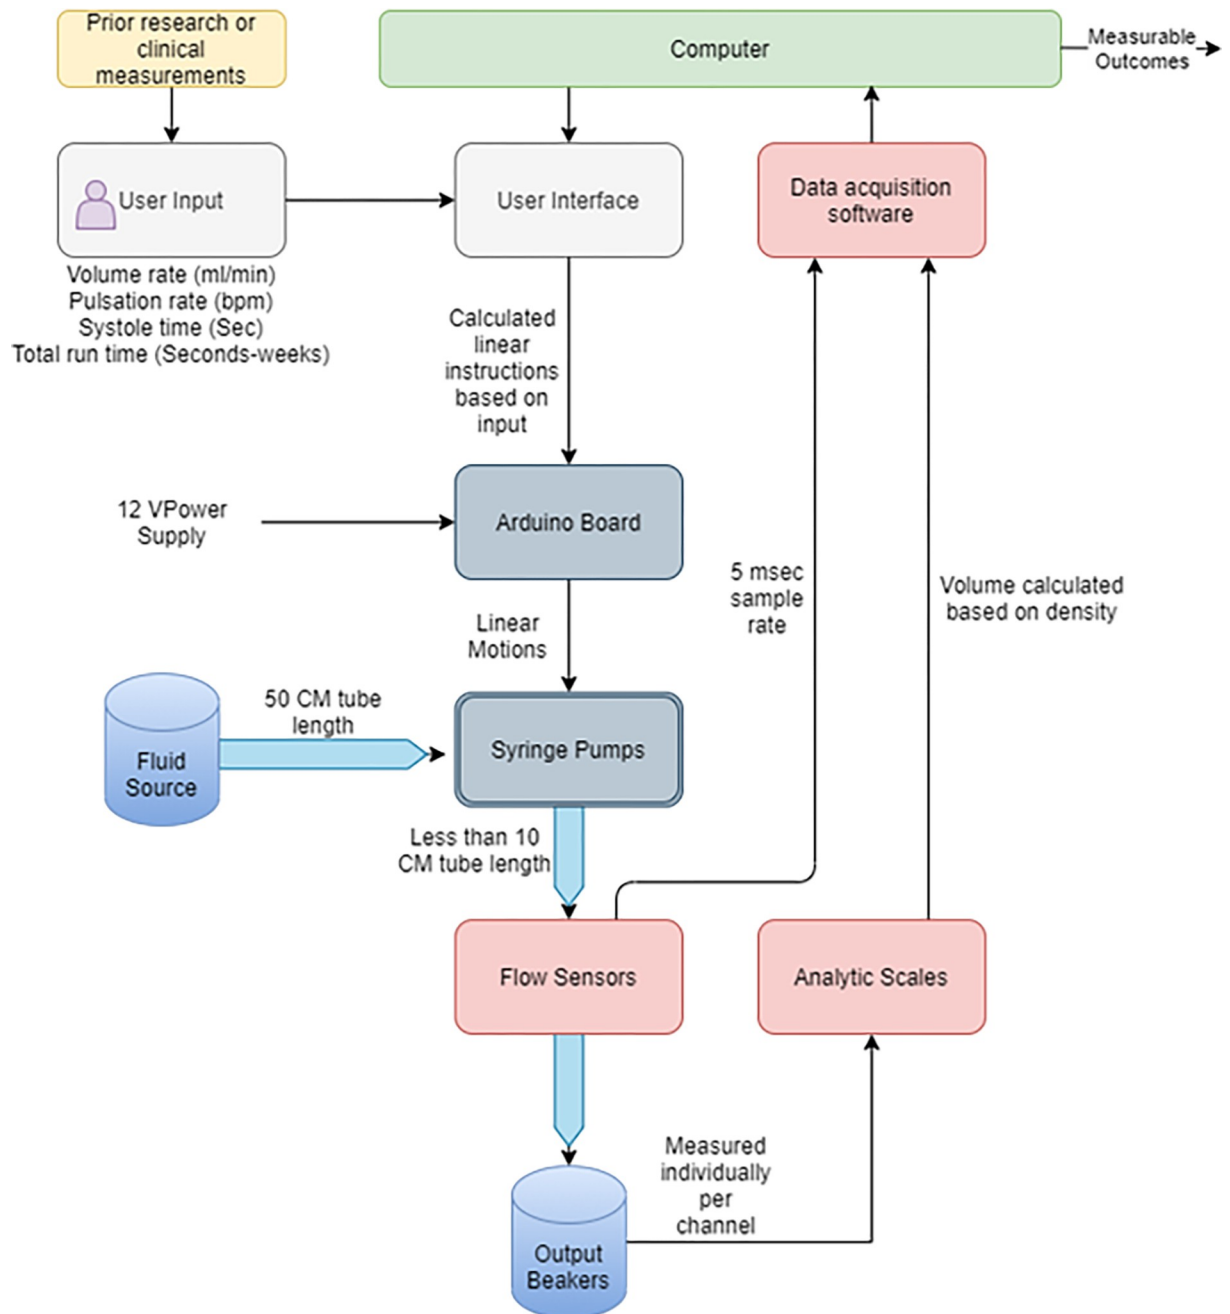 Prior research or
clinical
measurements
Computer
Measurable
Outcomes
User Input
User Interface
Data acquisition
software
Volume rate (ml/min)
Pulsation rate (bpm)
Systole time (Sec)
Total run time (Seconds-weeks)
Calculated
linear
instructions
based on
input
12 VPower
Supply
Arduino Board
5 msec
sample
rate
Volume calculated
based on density
Linear
Motions
50 CM tube
length
Fluid
Source
Syringe Pumps
Less than 10
CM tube length
Flow Sensors
Analytic Scales
Measured
individually
per
channel
Output
Beakers